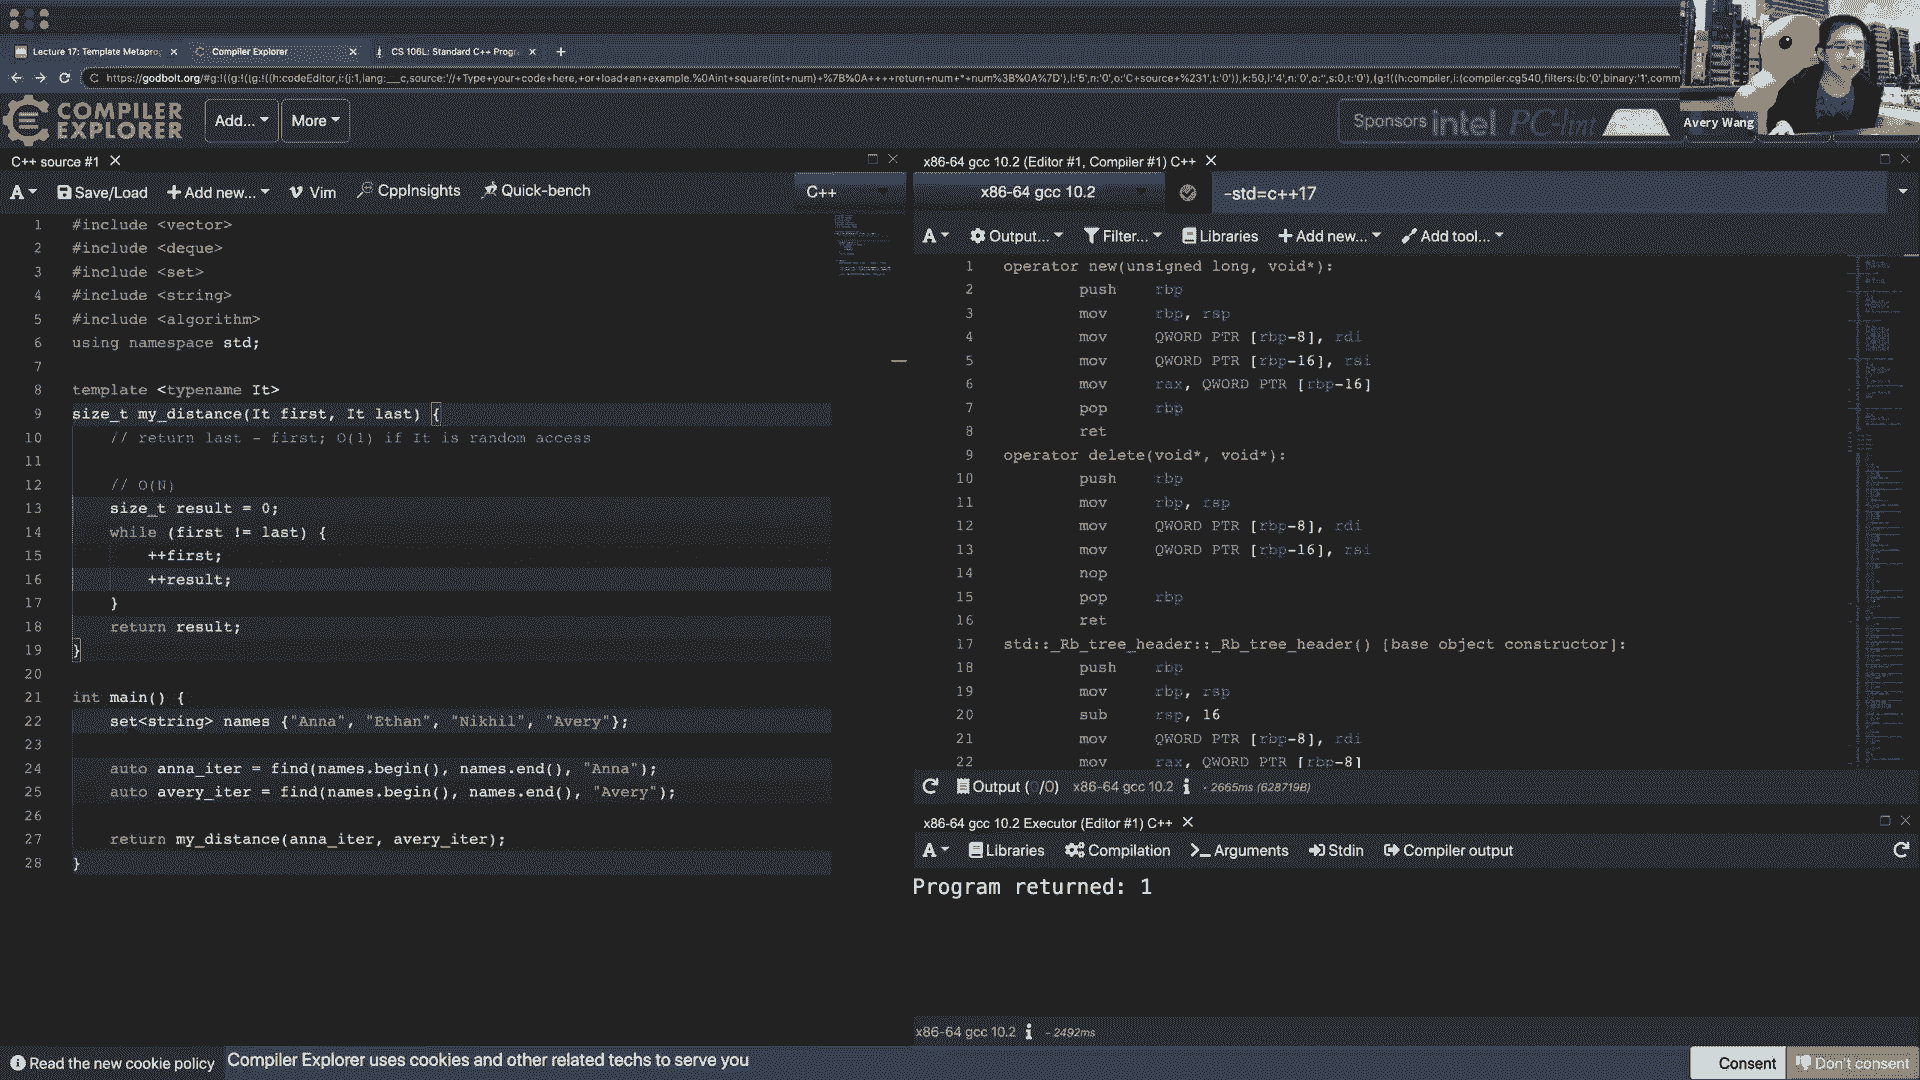 Lecture 17: Template Metapro
Compiler Explorer
CS 106L: Standard C++ Progr
https://godbolt.org/#g:!((g:!((g:!((h:codeEditor,i:(j:1,lang:___c,source:'//+Type+your+code+here,+or+load+an+example.%0Aint+square(int+num)+%7B%0A++++return+num+*+num%3B%0A%7D'),l:'5',n:'0',o:'C+source+%231',t:'0')),k:50,l:'4',n:'0',o:'',s:0,t:'0'),(g:!((h:compiler,i:(compiler:cg540,filters:(b:'0',binary:'1',comm
COMPILER
EXPLORER
Add...
More
Sponsors intel PC-lint
Avery Wang
C++ source #1
A
Save/Load
Add new...
Vim
CppInsights
Quick-bench
C++
1 #include <vector>
2 #include <deque>
3 #include <set>
4 #include <string>
5 #include <algorithm>
6 using namespace std;
7
8 template <typename It>
9 size_t my_distance(It first, It last) {
10 // return last - first; O(1) if It is random access
11
12 // O(N)
13 size_t result = 0;
14 while (first != last) {
15 ++first;
16 ++result;
17 }
18 return result;
19 }
20
21 int main() {
22 set<string> names {"Anna", "Ethan", "Nikhil", "Avery"};
23
24 auto anna_iter = find(names.begin(), names.end(), "Anna");
25 auto avery_iter = find(names.begin(), names.end(), "Avery");
26
27 return my_distance(anna_iter, avery_iter);
28 }
x86-64 gcc 10.2 (Editor #1, Compiler #1) C++
x86-64 gcc 10.2
-std=c++17
A
Output...
Filter...
Libraries
Add new...
Add tool...
1 operator new(unsigned long, void*):
2 push rbp
3 mov rbp, rsp
4 mov QWORD PTR [rbp-8], rdi
5 mov QWORD PTR [rbp-16], rsi
6 mov rax, QWORD PTR [rbp-16]
7 pop rbp
8 ret
9 operator delete(void*, void*):
10 push rbp
11 mov rbp, rsp
12 mov QWORD PTR [rbp-8], rdi
13 mov QWORD PTR [rbp-16], rsi
14 nop
15 pop rbp
16 ret
17 std::_Rb_tree_header::_Rb_tree_header() [base object constructor]:
18 push rbp
19 mov rbp, rsp
20 sub rsp, 16
21 mov QWORD PTR [rbp-8], rdi
22 mov rax, QWORD PTR [rbp-8]
Output (0/0) x86-64 gcc 10.2 i - 2665ms (628719B)
x86-64 gcc 10.2 Executor (Editor #1) C++
A
Libraries
Compilation
Arguments
Stdin
Compiler output
Program returned: 1
x86-64 gcc 10.2 i - 2492ms
Read the new cookie policy
Compiler Explorer uses cookies and other related techs to serve you
Consent
Don't consent